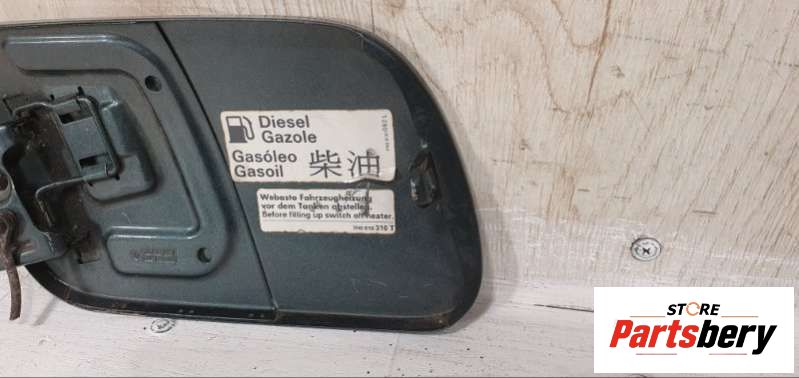 Diesel
Gazole
Gasóleo
Gasoil
柴油
Webasto Fahrzeugheizung
vor dem Tanken abstellen.
Before filling up switch off heater.
310 T
STORE
Partsbery